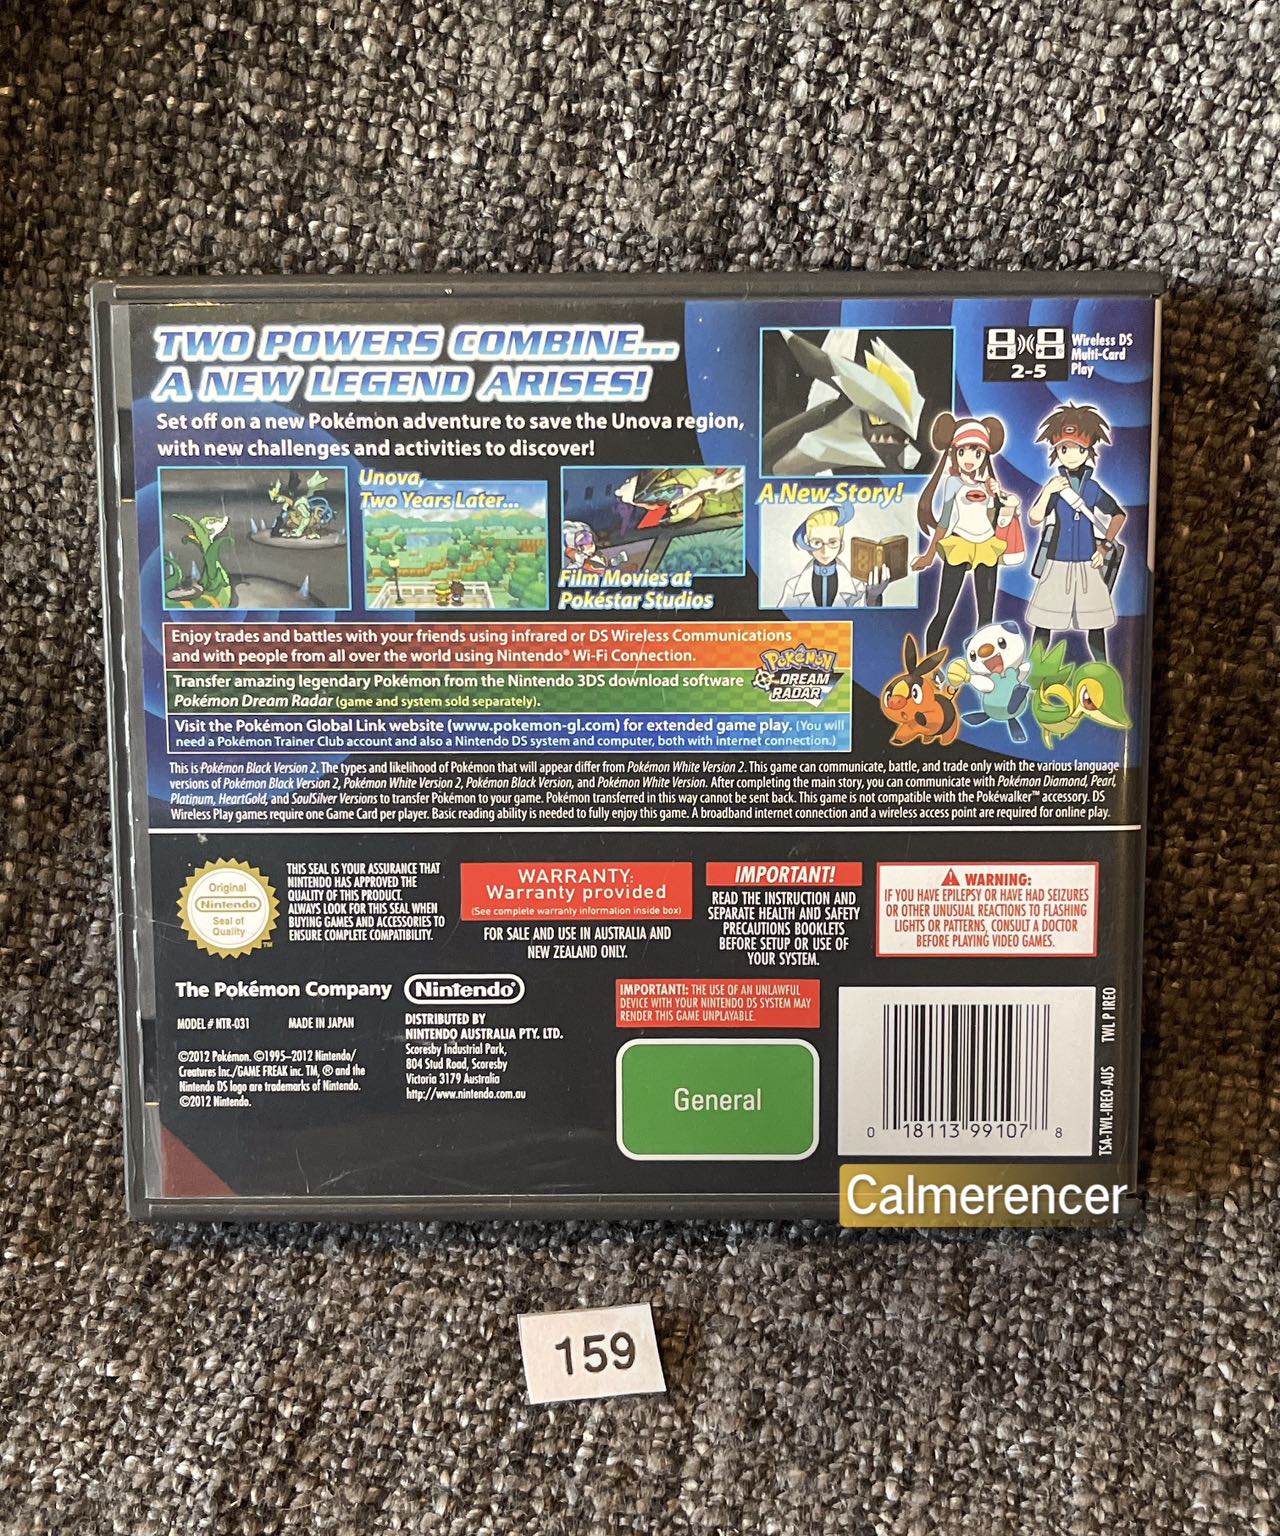 TWO POWERS COMBINE...
A NEW LEGEND ARISES!
Set off on a new Pokémon adventure to save the Unova region,
with new challenges and activities to discover!
Wireless DS
Multi-Card
Play
2-5
Unova,
Two Years Later...
Film Movies at
Pokéstar Studios
A New Story!
Enjoy trades and battles with your friends using infrared or DS Wireless Communications
and with people from all over the world using Nintendo® Wi-Fi Connection.
Transfer amazing legendary Pokémon from the Nintendo 3DS download software
Pokémon Dream Radar (game and system sold separately).
POKéMON
DREAM
RADAR
Visit the Pokémon Global Link website (www.pokemon-gl.com) for extended game play. (You will
need a Pokémon Trainer Club account and also a Nintendo DS system and computer, both with internet connection.)
This is Pokémon Black Version 2. The types and likelihood of Pokémon that will appear differ from Pokémon White Version 2. This game can communicate, battle, and trade only with the various language
versions of Pokémon Black Version 2, Pokémon White Version 2, Pokémon Black Version, and Pokémon White Version. After completing the main story, you can communicate with Pokémon Diamond, Pearl,
Platinum, HeartGold, and SoulSilver Versions to transfer Pokémon to your game. Pokémon transferred in this way cannot be sent back. This game is not compatible with the Pokéwalker™ accessory. DS
Wireless Play games require one Game Card per player. Basic reading ability is needed to fully enjoy this game. A broadband internet connection and a wireless access point are required for online play.
Original
Nintendo
Seal of
Quality
TM
THIS SEAL IS YOUR ASSURANCE THAT
NINTENDO HAS APPROVED THE
QUALITY OF THIS PRODUCT.
ALWAYS LOOK FOR THIS SEAL WHEN
BUYING GAMES AND ACCESSORIES TO
ENSURE COMPLETE COMPATIBILITY.
WARRANTY:
Warranty provided
(See complete warranty information inside box)
FOR SALE AND USE IN AUSTRALIA AND
NEW ZEALAND ONLY.
IMPORTANT!
READ THE INSTRUCTION AND
SEPARATE HEALTH AND SAFETY
PRECAUTIONS BOOKLETS
BEFORE SETUP OR USE OF
YOUR SYSTEM.
WARNING:
IF YOU HAVE EPILEPSY OR HAVE HAD SEIZURES
OR OTHER UNUSUAL REACTIONS TO FLASHING
LIGHTS OR PATTERNS, CONSULT A DOCTOR
BEFORE PLAYING VIDEO GAMES.
The Pokémon Company
Nintendo®
MODEL # NTR-031 MADE IN JAPAN
©2012 Pokémon. ©1995–2012 Nintendo/
Creatures Inc./GAME FREAK inc. TM, ® and the
Nintendo DS logo are trademarks of Nintendo.
©2012 Nintendo.
DISTRIBUTED BY
NINTENDO AUSTRALIA PTY. LTD.
Scoresby Industrial Park,
804 Stud Road, Scoresby
Victoria 3179 Australia
http://www.nintendo.com.au
IMPORTANT!: THE USE OF AN UNLAWFUL
DEVICE WITH YOUR NINTENDO DS SYSTEM MAY
RENDER THIS GAME UNPLAYABLE.
General
0 18113 99107 8
TSA-TWL-IREO-AUS TWL P IREO
Calmerencer
159